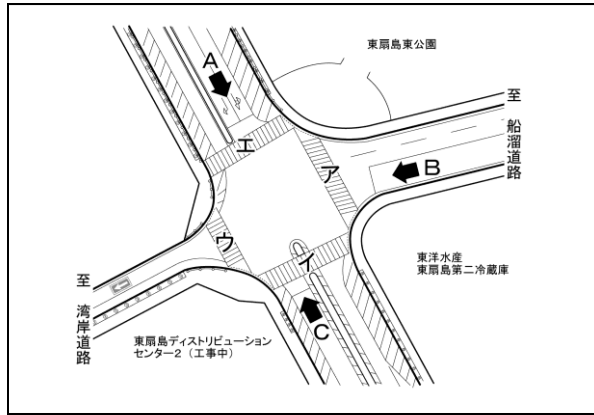 東扇島東公園
A
至 船溜道路
エ
ア
B
ウ
イ
東洋水産
東扇島第二冷蔵庫
至 湾岸道路
C
東扇島ディストリビューション
センター2(工事中)